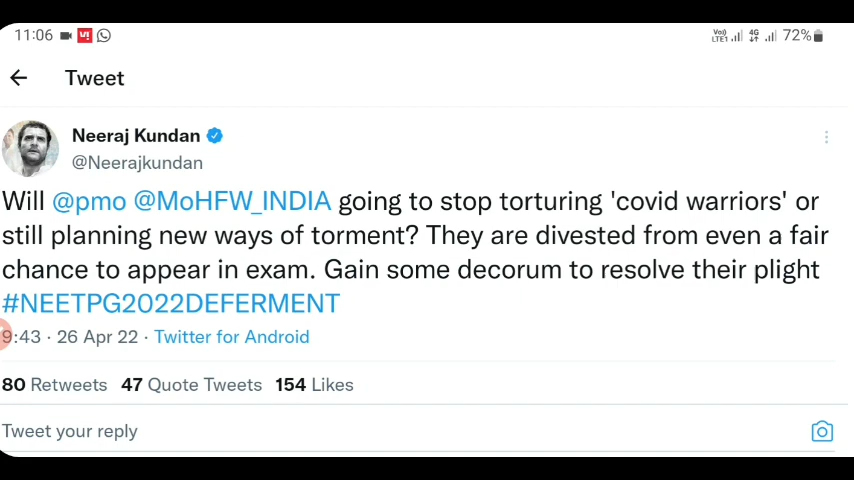 11:06 Vo) LTE1 4G 72%
Tweet
Neeraj Kundan
@Neerajkundan
Will @pmo @MoHFW_INDIA going to stop torturing 'covid warriors' or
still planning new ways of torment? They are divested from even a fair
chance to appear in exam. Gain some decorum to resolve their plight
#NEETPG2022DEFERMENT
9:43 · 26 Apr 22 · Twitter for Android
80 Retweets 47 Quote Tweets 154 Likes
Tweet your reply